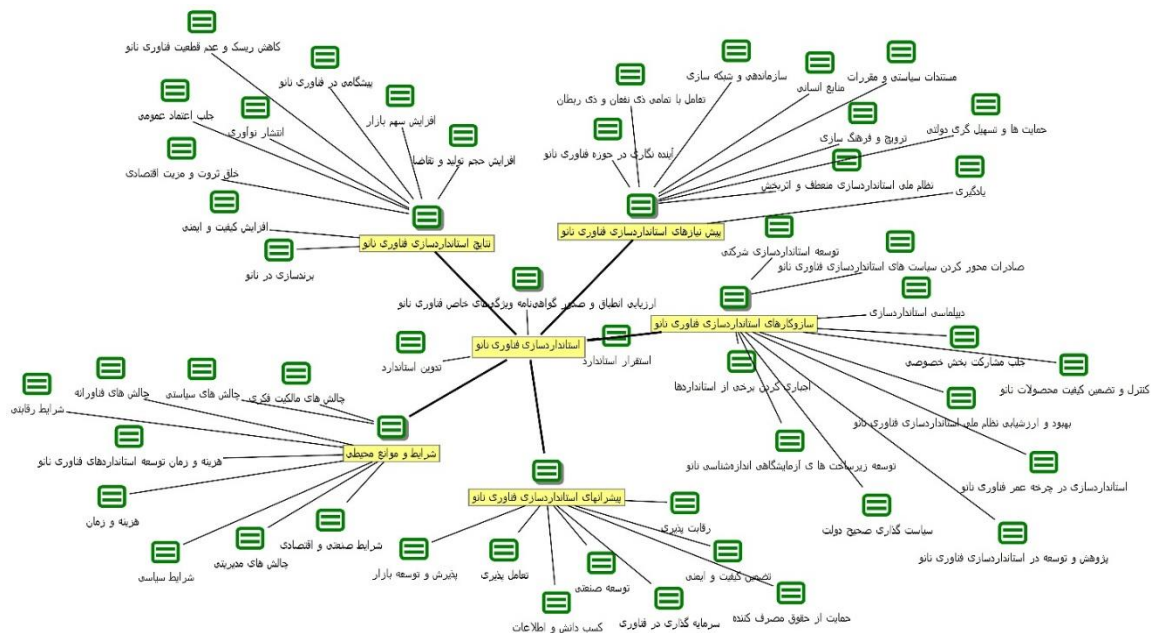 کاهش ریسک و عدم قطعیت فناوری نانو
پیشگامی در فناوری نانو
جلب اعتماد عمومی
انتشار نوآوری
افزایش سهم بازار
افزایش حجم تولید و تقاضا
خلق ثروت و مزیت اقتصادی
افزایش کیفیت و ایمنی
برندسازی در نانو
نتایج استانداردسازی فناوری نانو
مستندات سیاستی و مقررات
منابع انسانی
سازماندهی و شبکه سازی
تعامل با تمامی ذی نفعان و ذی ربطان
حمایت ها و تسهیل گری دولتی
ترویج و فرهنگ سازی
آینده نگاری در حوزه فناوری نانو
نظام ملی استانداردسازی منعطف و اثربخش
یادگیری
پیش نیازهای استانداردسازی فناوری نانو
توسعه استانداردسازی شرکتی
صادرات محور کردن سیاست های استانداردسازی فناوری نانو
دیپلماسی استانداردسازی
سازوکارهای استانداردسازی فناوری نانو
جلب مشارکت بخش خصوصی
کنترل و تضمین کیفیت محصولات نانو
اجباری کردن برخی از استانداردها
بهبود و ارزشیابی نظام ملی استانداردسازی فناوری نانو
توسعه زیرساخت ها ی آزمایشگاهی اندازه‌شناسی نانو
استانداردسازی در چرخه عمر فناوری نانو
سیاست گذاری صحیح دولت
پژوهش و توسعه در استانداردسازی فناوری نانو
ارزیابی انطباق و صدور گواهی‌نامه ویژگی‌های خاص فناوری نانو
استانداردسازی فناوری نانو
استقرار استاندارد
تدوین استاندارد
چالش های مالکیت فکری
چالش های سیاستی
چالش های فناورانه
شرایط رقابتی
شرایط و موانع محیطی
هزینه و زمان توسعه استانداردهای فناوری نانو
هزینه و زمان
شرایط صنعتی و اقتصادی
چالش های مدیریتی
شرایط سیاسی
پیشرانهای استانداردسازی فناوری نانو
رقابت پذیری
تضمین کیفیت و ایمنی
حمایت از حقوق مصرف کننده
سرمایه گذاری در فناوری
توسعه صنعتی
کسب دانش و اطلاعات
تعامل پذیری
پذیرش و توسعه بازار